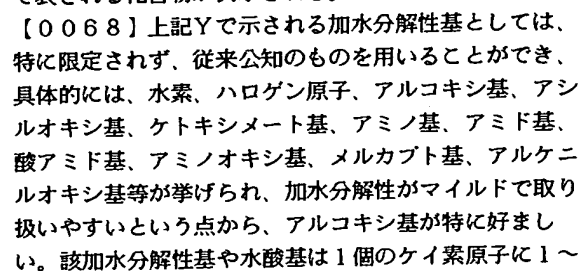 【００６８】上記Ｙで示される加水分解性基としては、
特に限定されず、従来公知のものを用いることができ、
具体的には、水素、ハロゲン原子、アルコキシ基、アシ
ルオキシ基、ケトキシメート基、アミノ基、アミド基、
酸アミド基、アミノオキシ基、メルカプト基、アルケニ
ルオキシ基等が挙げられ、加水分解性がマイルドで取り
扱いやすいという点から、アルコキシ基が特に好まし
い。該加水分解性基や水酸基は１個のケイ素原子に１～